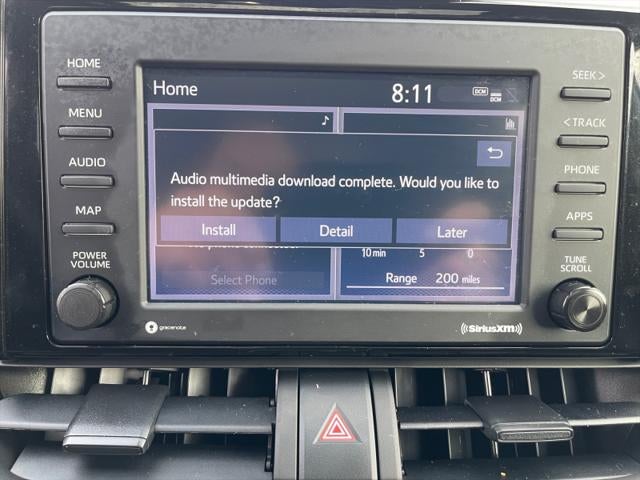 HOME
MENU
AUDIO
MAP
POWER
VOLUME
Home
8:11
DCM
DCM
Audio multimedia download complete. Would you like to
install the update?
Install
Detail
Later
10 min 5 0
Select Phone
Range 200 miles
gracenote
SiriusXM
SEEK >
< TRACK
PHONE
APPS
TUNE
SCROLL